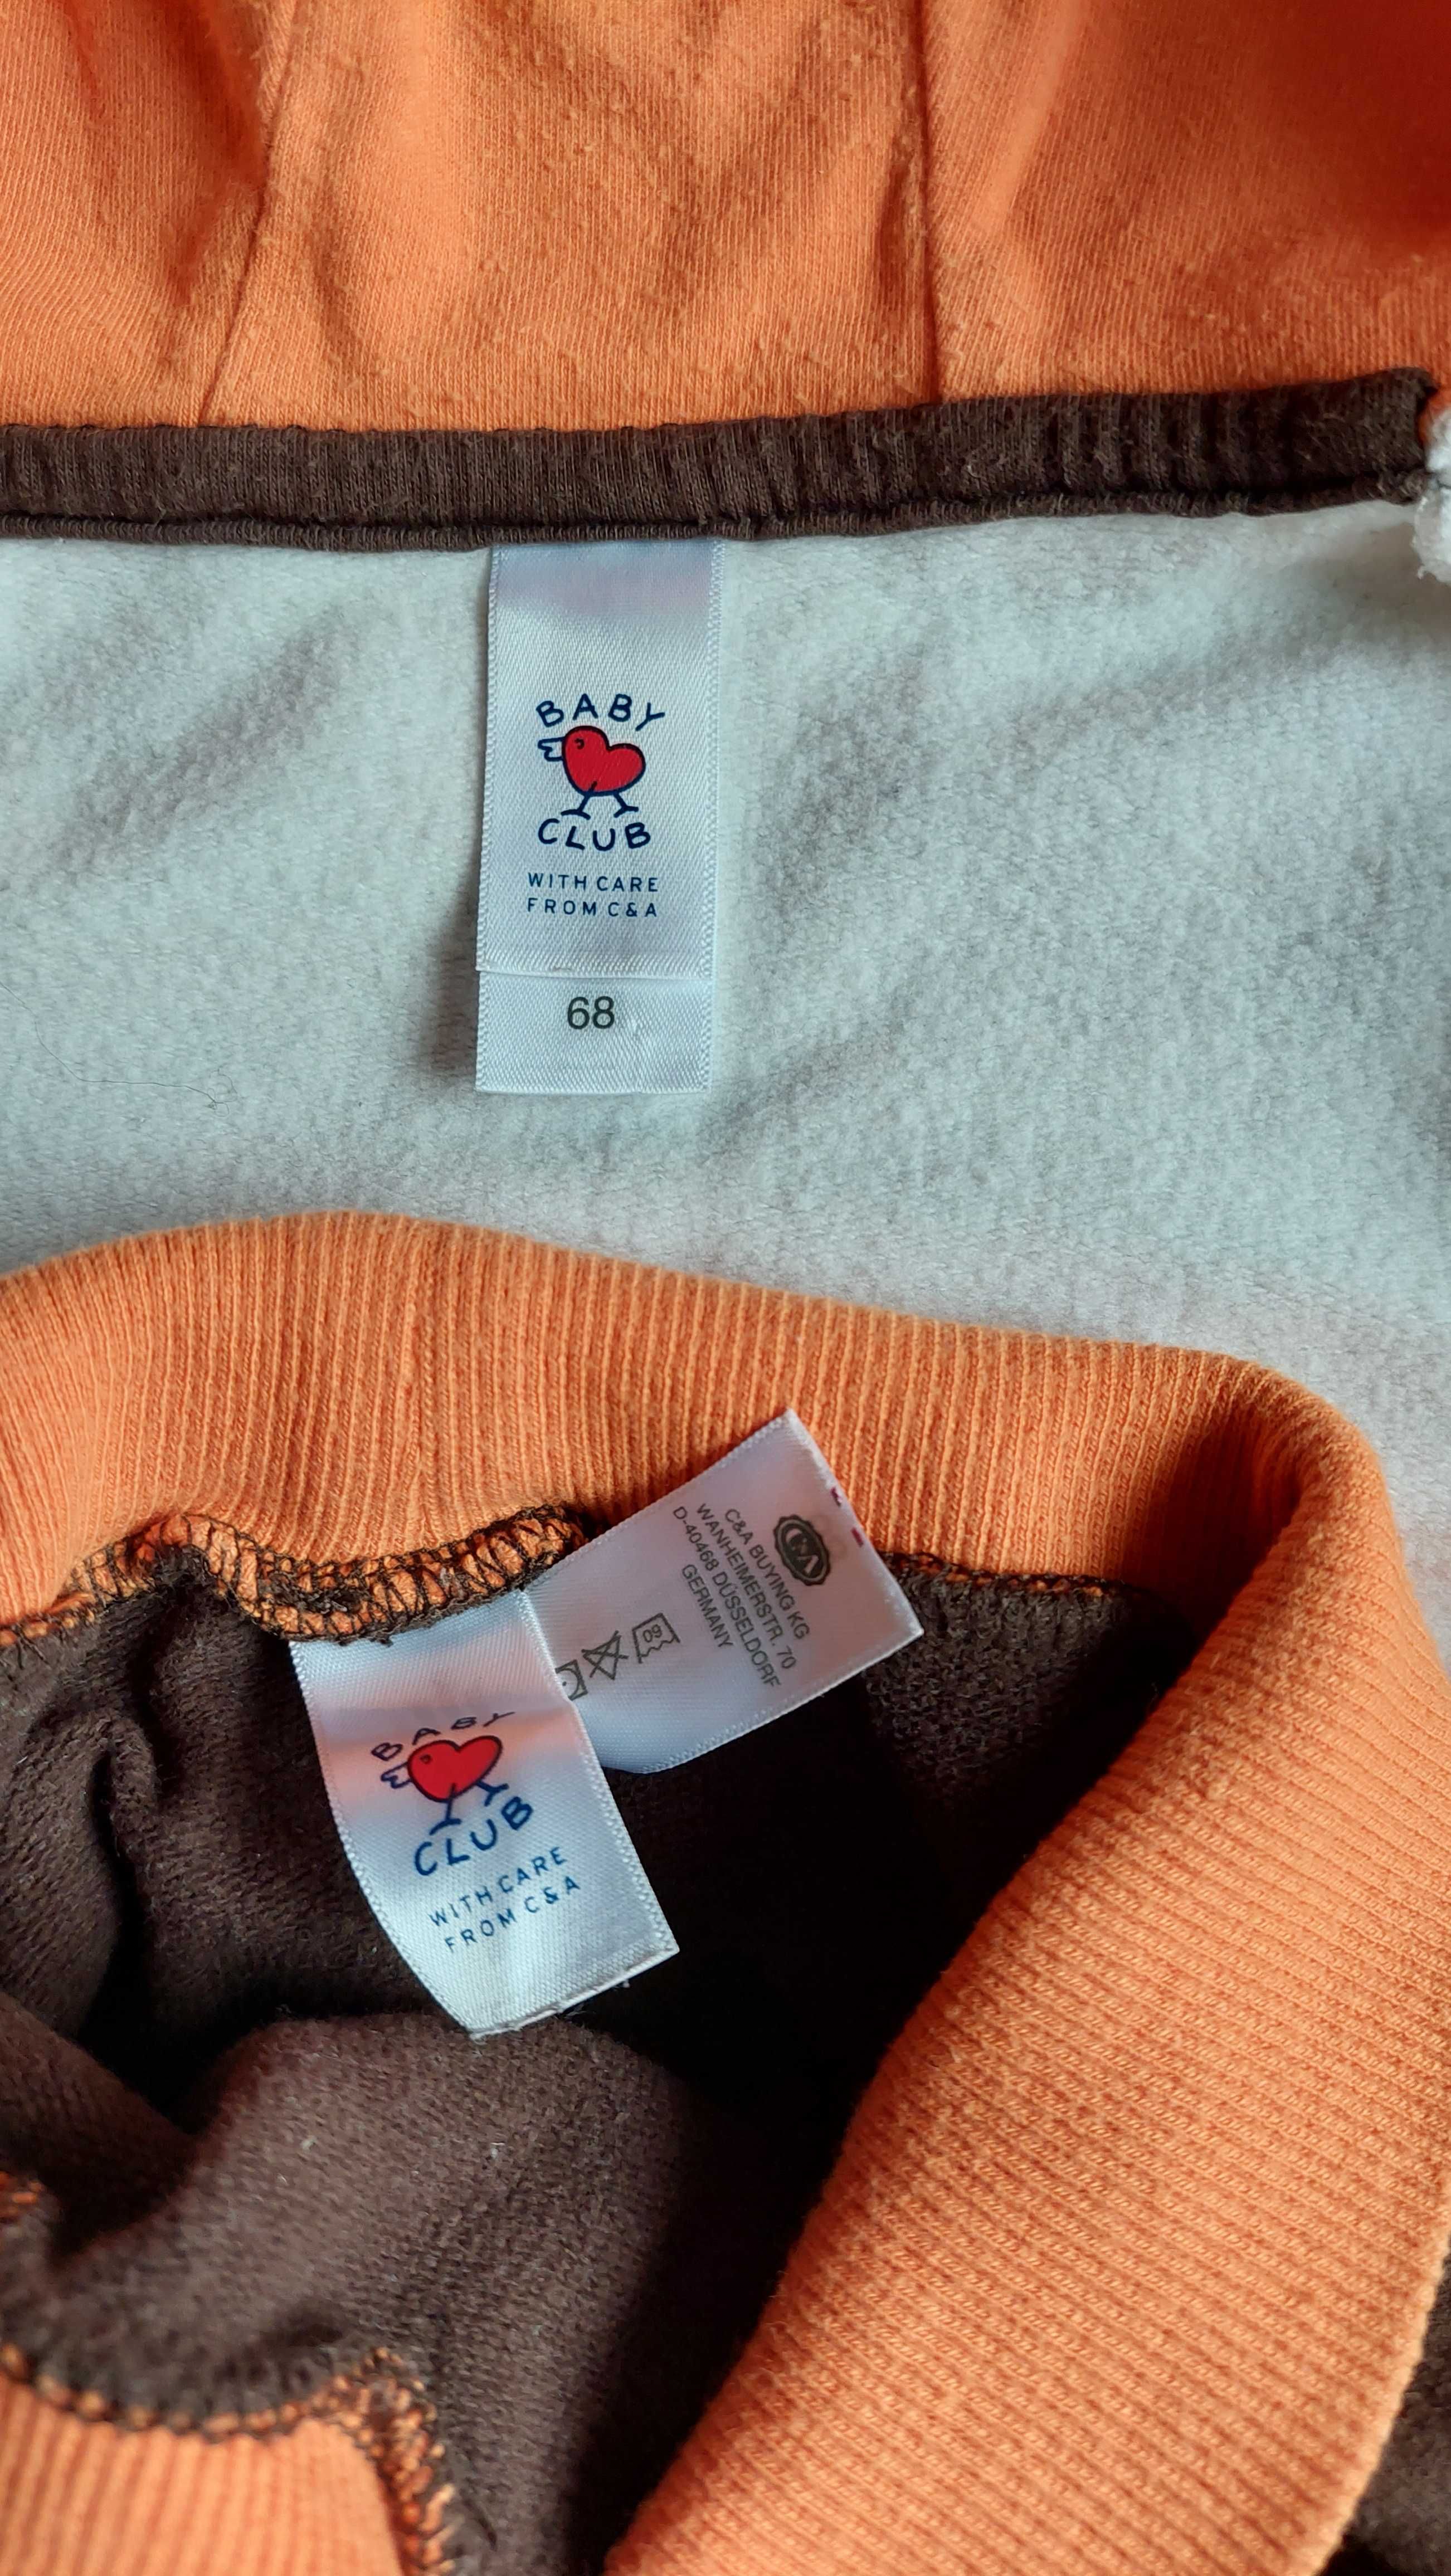 BABY
CLUB
WITH CARE
FROM C&A
68
C&A
C&A BUYING KG
WANHEIMERSTR. 70
D-40468 DÜSSELDORF
GERMANY
60
BABY
CLUB
WITH CARE
FROM C&A